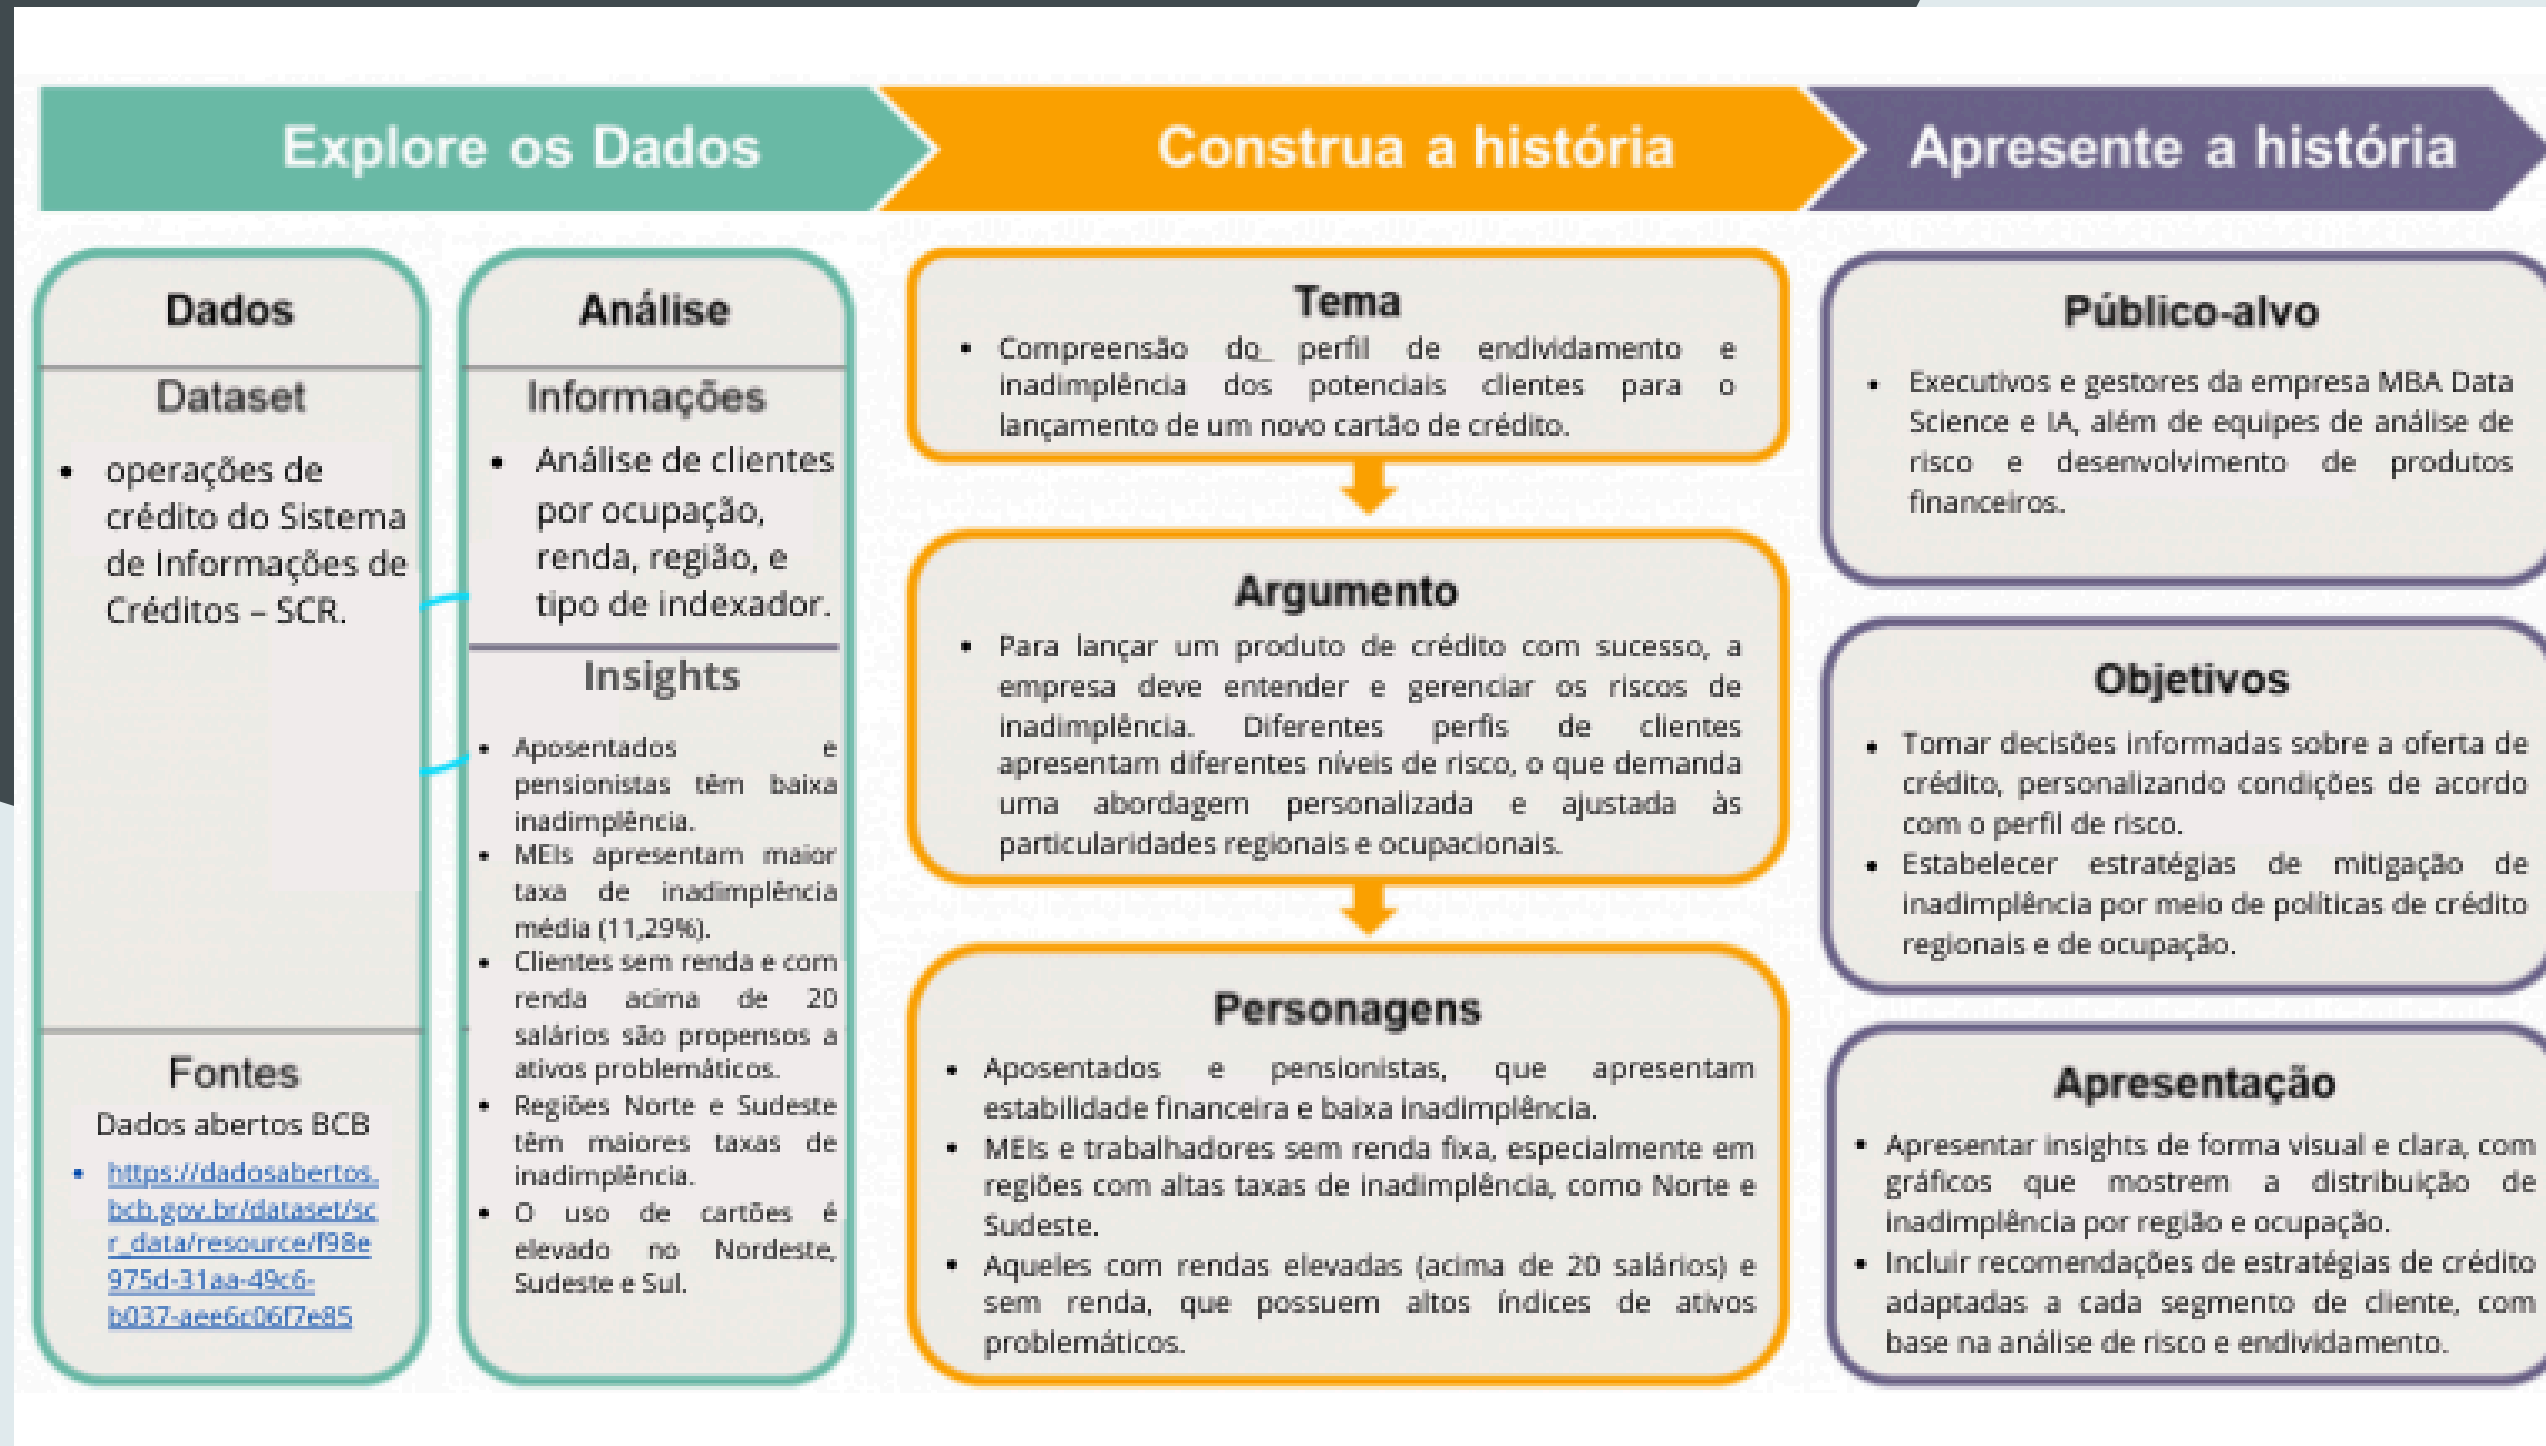 Explore os Dados
Construa a história
Apresente a história
Dados
Dataset
• operações de
crédito do Sistema
de Informações de
Créditos – SCR.
Fontes
Dados abertos BCB
• https://dadosabertos.
bcb.gov.br/dataset/sc
r_data/resource/f98e
975d-31aa-49c6-
b037-aee6c06f7e85
Análise
Informações
• Análise de clientes
por ocupação,
renda, região, e
tipo de indexador.
Insights
• Aposentados e
pensionistas têm baixa
inadimplência.
• MEIs apresentam maior
taxa de inadimplência
média (11,29%).
• Clientes sem renda e com
renda acima de 20
salários são propensos a
ativos problemáticos.
• Regiões Norte e Sudeste
têm maiores taxas de
inadimplência.
• O uso de cartões é
elevado no Nordeste,
Sudeste e Sul.
Tema
• Compreensão do_ perfil de endividamento e
inadimplência dos potenciais clientes para o
lançamento de um novo cartão de crédito.
Argumento
• Para lançar um produto de crédito com sucesso, a
empresa deve entender e gerenciar os riscos de
inadimplência. Diferentes perfis de clientes
apresentam diferentes níveis de risco, o que demanda
uma abordagem personalizada e ajustada às
particularidades regionais e ocupacionais.
Personagens
• Aposentados e pensionistas, que apresentam
estabilidade financeira e baixa inadimplência.
• MEIs e trabalhadores sem renda fixa, especialmente em
regiões com altas taxas de inadimplência, como Norte e
Sudeste.
• Aqueles com rendas elevadas (acima de 20 salários) e
sem renda, que possuem altos índices de ativos
problemáticos.
Público-alvo
• Executivos e gestores da empresa MBA Data
Science e IA, além de equipes de análise de
risco e desenvolvimento de produtos
financeiros.
Objetivos
• Tomar decisões informadas sobre a oferta de
crédito, personalizando condições de acordo
com o perfil de risco.
• Estabelecer estratégias de mitigação de
inadimplência por meio de políticas de crédito
regionais e de ocupação.
Apresentação
• Apresentar insights de forma visual e clara, com
gráficos que mostrem a distribuição de
inadimplência por região e ocupação.
• Incluir recomendações de estratégias de crédito
adaptadas a cada segmento de cliente, com
base na análise de risco e endividamento.